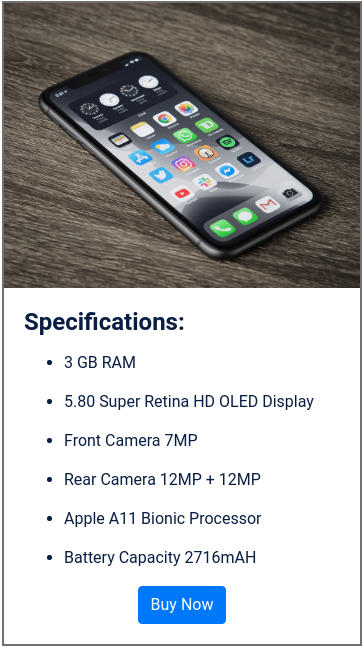 Specifications:
3 GB RAM
5.80 Super Retina HD OLED Display
Front Camera 7MP
Rear Camera 12MP + 12MP
Apple A11 Bionic Processor
Battery Capacity 2716mAH
Buy Now